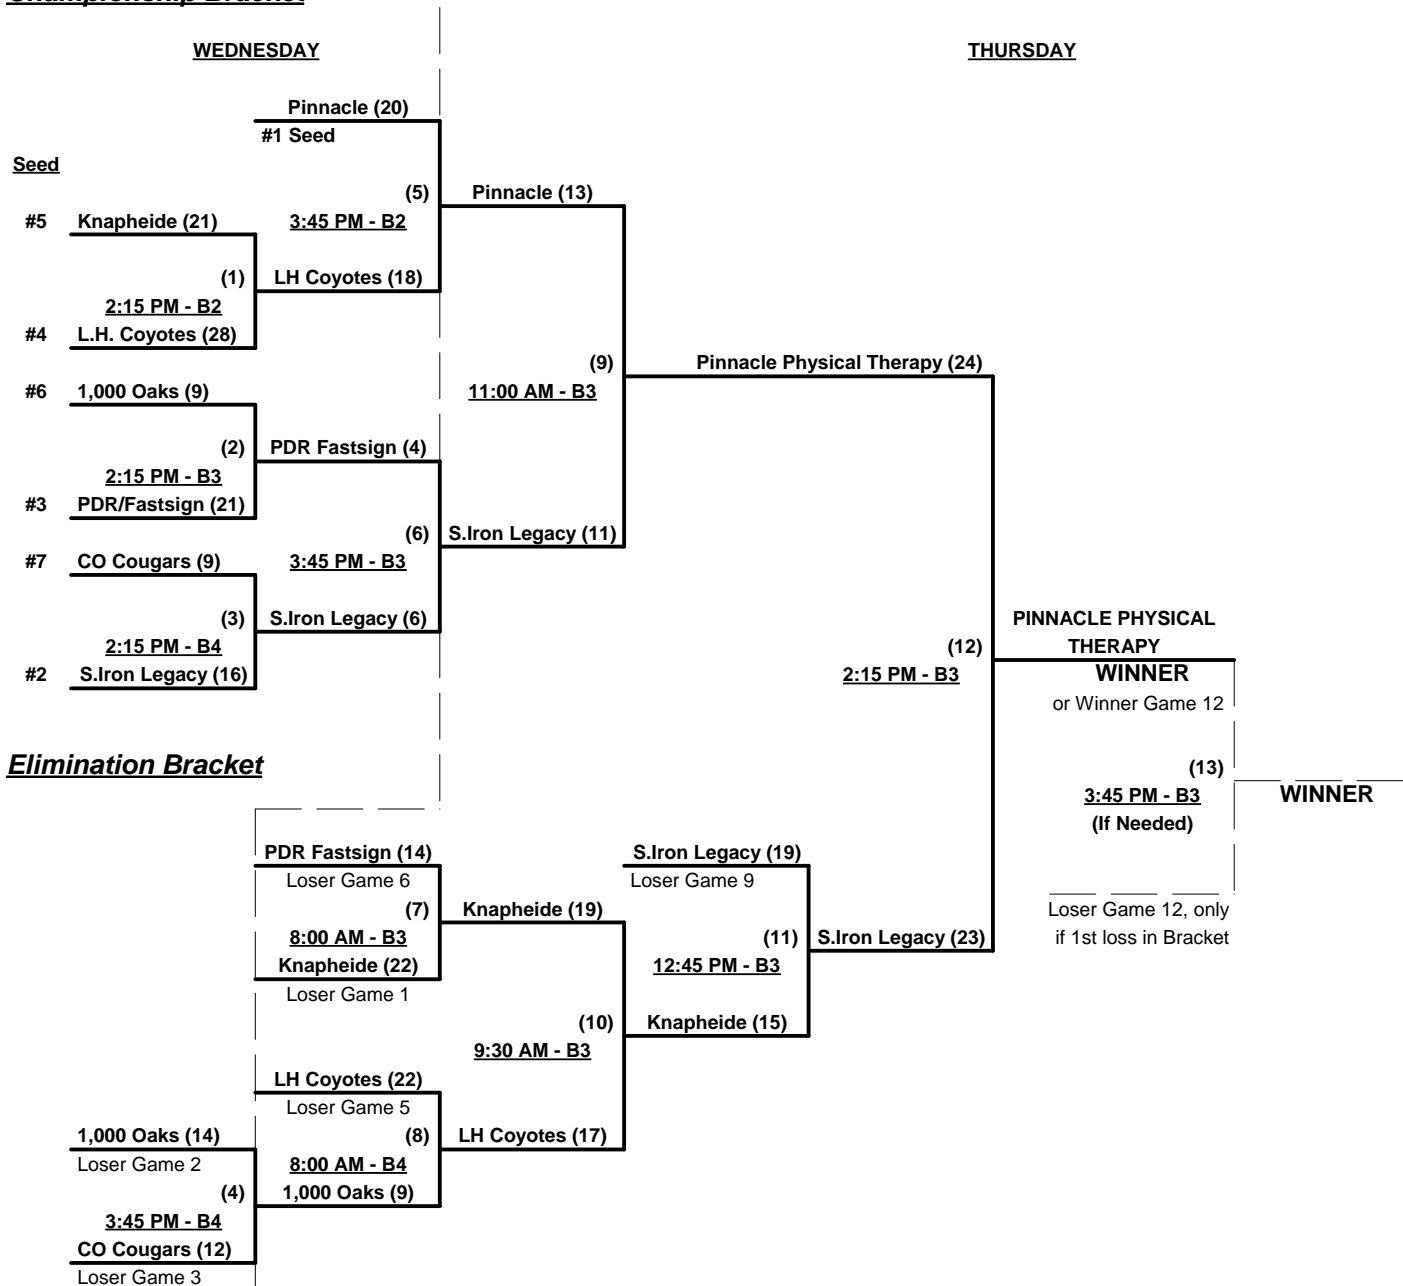 Championship Bracket
WEDNESDAY
THURSDAY
Pinnacle (20)
#1 Seed
Seed
(5)
Pinnacle (13)
#5
Knapheide (21)
3:45 PM - B2
(1)
LH Coyotes (18)
2:15 PM - B2
#4
L.H. Coyotes (28)
(9)
Pinnacle Physical Therapy (24)
#6
1,000 Oaks (9)
11:00 AM - B3
(2)
PDR Fastsign (4)
2:15 PM - B3
#3
PDR/Fastsign (21)
(6)
S.Iron Legacy (11)
#7
CO Cougars (9)
3:45 PM - B3
(3)
S.Iron Legacy (6)
PINNACLE PHYSICAL
2:15 PM - B4
(12)
THERAPY
#2
S.Iron Legacy (16)
2:15 PM - B3
WINNER
or Winner Game 12
Elimination Bracket
(13)
3:45 PM - B3
WINNER
(If Needed)
PDR Fastsign (14)
S.Iron Legacy (19)
Loser Game 6
Loser Game 9
(7)
Knapheide (19)
Loser Game 12, only
8:00 AM - B3
(11)
S.Iron Legacy (23)
if 1st loss in Bracket
Knapheide (22)
12:45 PM - B3
Loser Game 1
(10)
Knapheide (15)
9:30 AM - B3
LH Coyotes (22)
Loser Game 5
1,000 Oaks (14)
(8)
LH Coyotes (17)
Loser Game 2
8:00 AM - B4
(4)
1,000 Oaks (9)
3:45 PM - B4
CO Cougars (12)
Loser Game 3